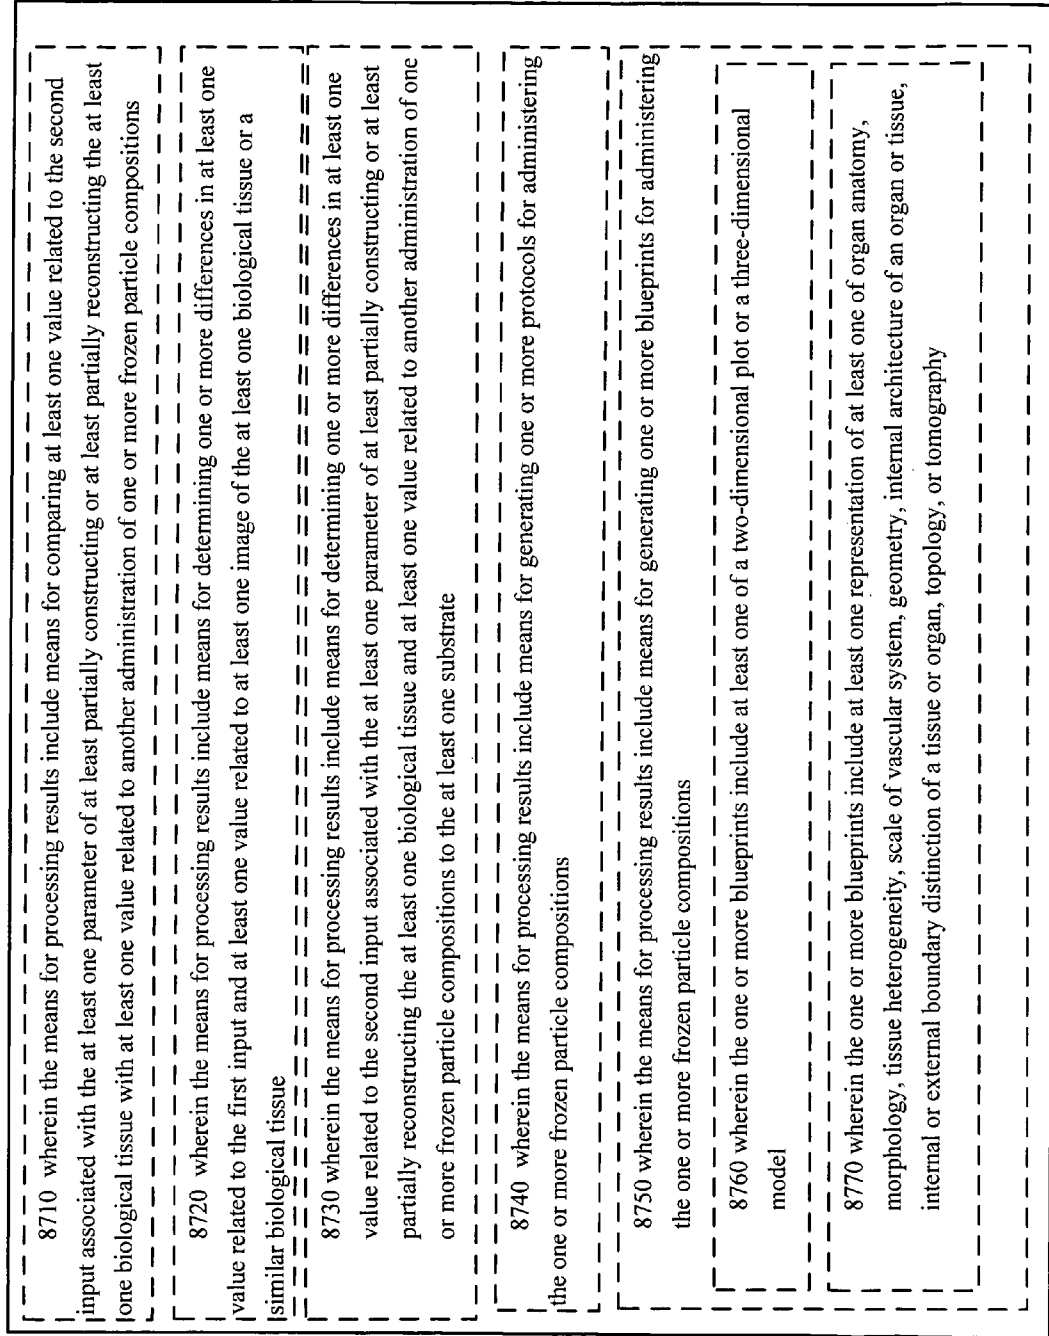 8710 wherein the means for processing results include means for comparing at least one value related to the second
input associated with the at least one parameter of at least partially constructing or at least partially reconstructing the at least
one biological tissue with at least one value related to another administration of one or more frozen particle compositions
8720 wherein the means for processing results include means for determining one or more differences in at least one
value related to the first input and at least one value related to at least one image of the at least one biological tissue or a
similar biological tissue
8730 wherein the means for processing results include means for determining one or more differences in at least one
value related to the second input associated with the at least one parameter of at least partially constructing or at least
partially reconstructing the at least one biological tissue and at least one value related to another administration of one
or more frozen particle compositions to the at least one substrate
8740 wherein the means for processing results include means for generating one or more protocols for administering
the one or more frozen particle compositions
8750 wherein the means for processing results include means for generating one or more blueprints for administering
the one or more frozen particle compositions
8760 wherein the one or more blueprints include at least one of a two-dimensional plot or a three-dimensional
model
8770 wherein the one or more blueprints include at least one representation of at least one of organ anatomy,
morphology, tissue heterogeneity, scale of vascular system, geometry, internal architecture of an organ or tissue,
internal or external boundary distinction of a tissue or organ, topology, or tomography